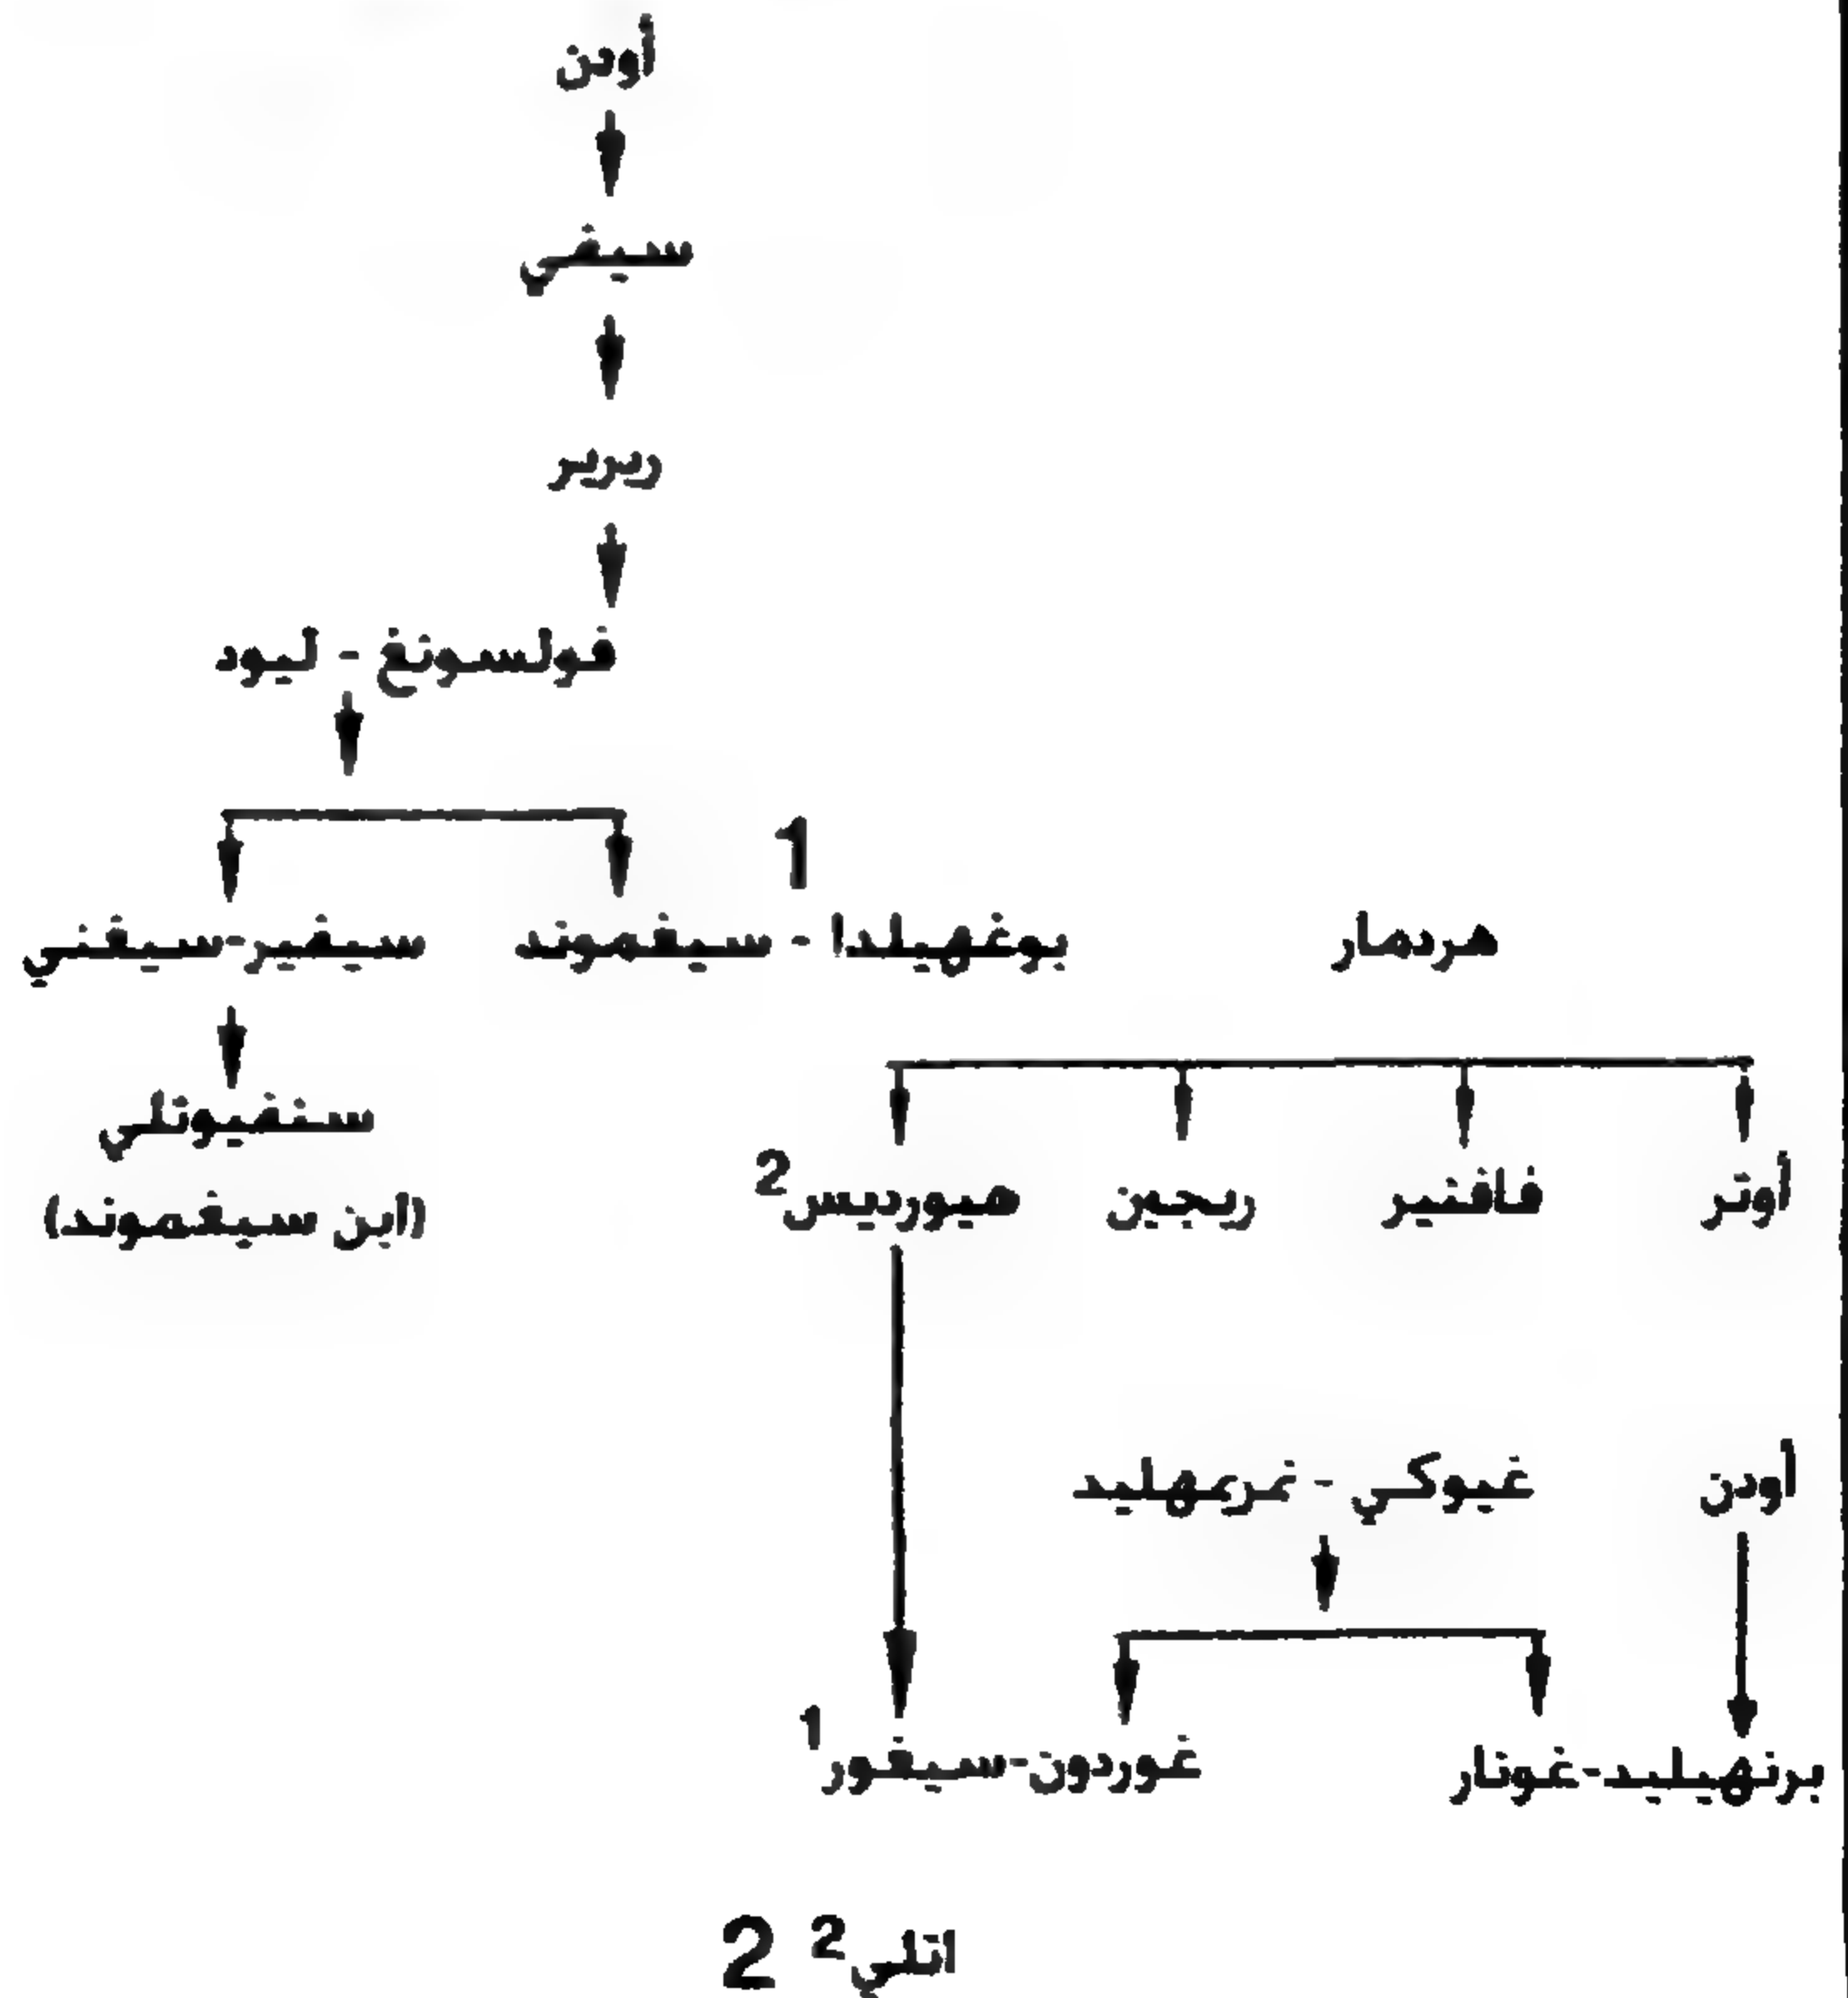 أودن
سيغي
ريرير
فولسونغ - ليود
1
هردمار
بوغهيلدا - سيغموند
سيغير-سيغني
سنفيوتلي
(ابن سيغموند)
أوتر
فافنير
ريجين
هيورديس2
أودن
غيوكي - غريمهليد
برنهيليد-غونار
غوردون-سيغور1
اتلي2 2